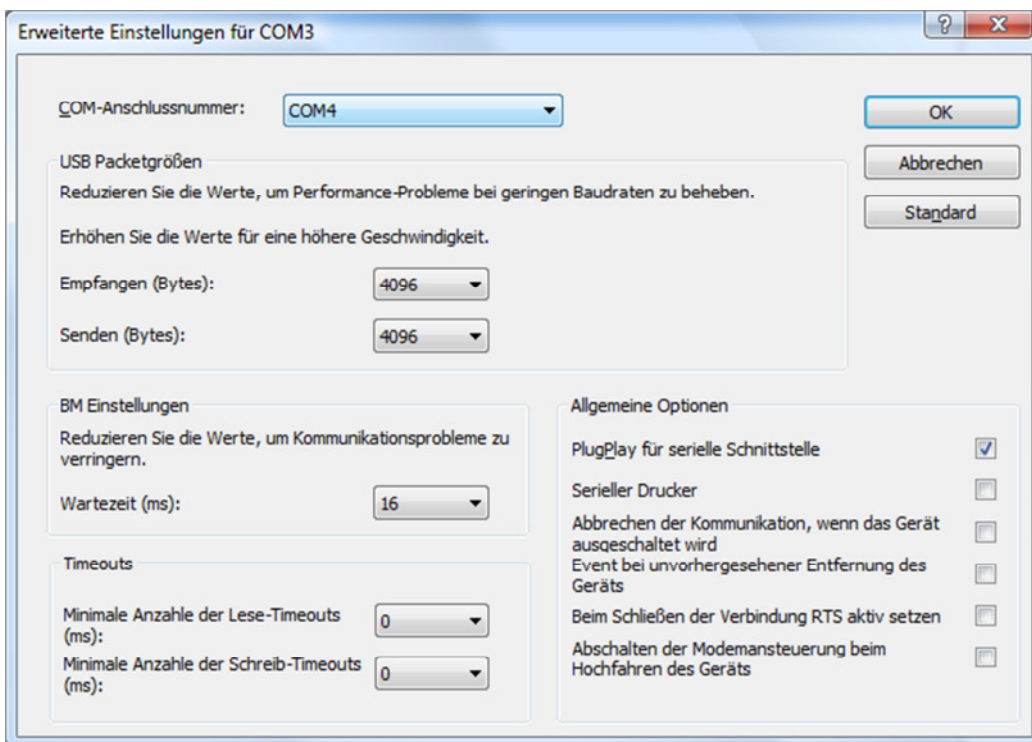 Erweiterte Einstellungen für COM3
COM-Anschlussnummer:
COM4
OK
Abbrechen
Standard
USB Packetgrößen
Reduzieren Sie die Werte, um Performance-Probleme bei geringen Baudraten zu beheben.
Erhöhen Sie die Werte für eine höhere Geschwindigkeit.
Empfangen (Bytes):
4096
Senden (Bytes):
4096
BM Einstellungen
Reduzieren Sie die Werte, um Kommunikationsprobleme zu
verringern.
Wartezeit (ms):
16
Timeouts
Minimale Anzahle der Lese-Timeouts
(ms):
0
Minimale Anzahle der Schreib-Timeouts
(ms):
0
Allgemeine Optionen
PlugPlay für serielle Schnittstelle
Serieller Drucker
Abbrechen der Kommunikation, wenn das Gerät
ausgeschaltet wird
Event bei unvorhergesehener Entfernung des
Geräts
Beim Schließen der Verbindung RTS aktiv setzen
Abschalten der Modemansteuerung beim
Hochfahren des Geräts